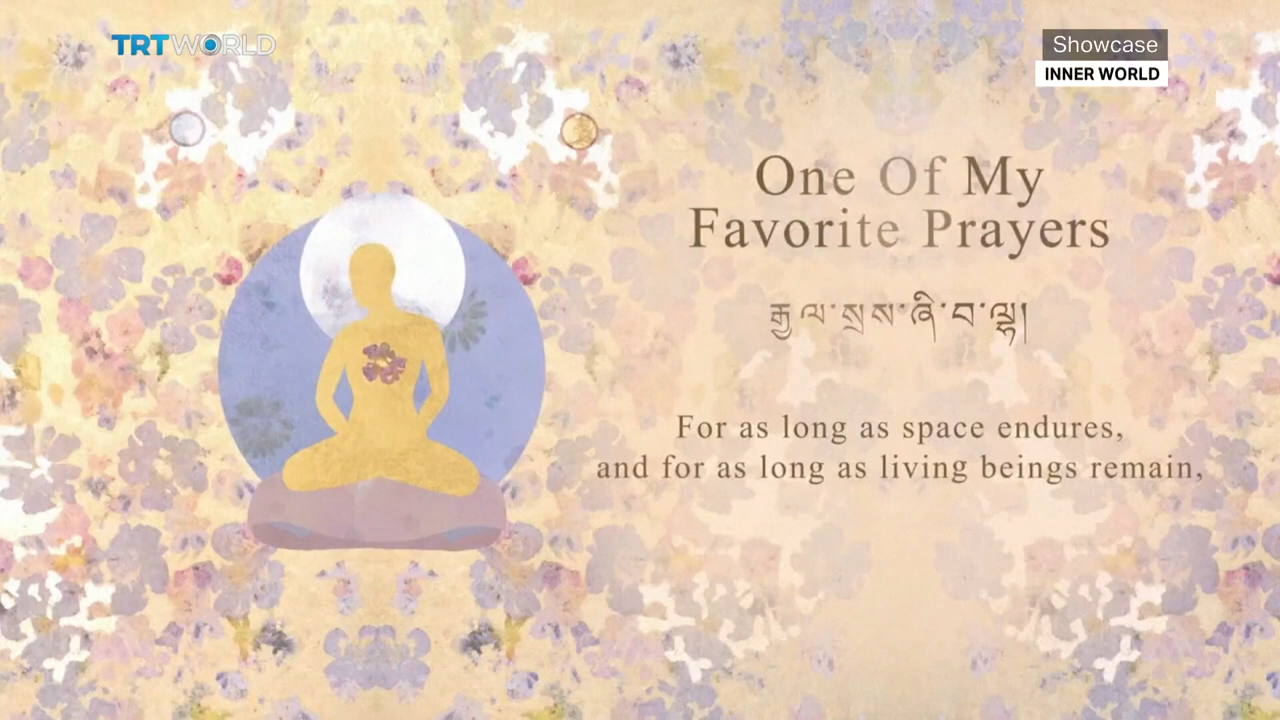 TRT WORLD
Showcase
INNER WORLD
One Of My
Favorite Prayers
རྒྱལ་སྲས་ཞི་བ་ལྷ།
For as long as space endures,
and for as long as living beings remain,